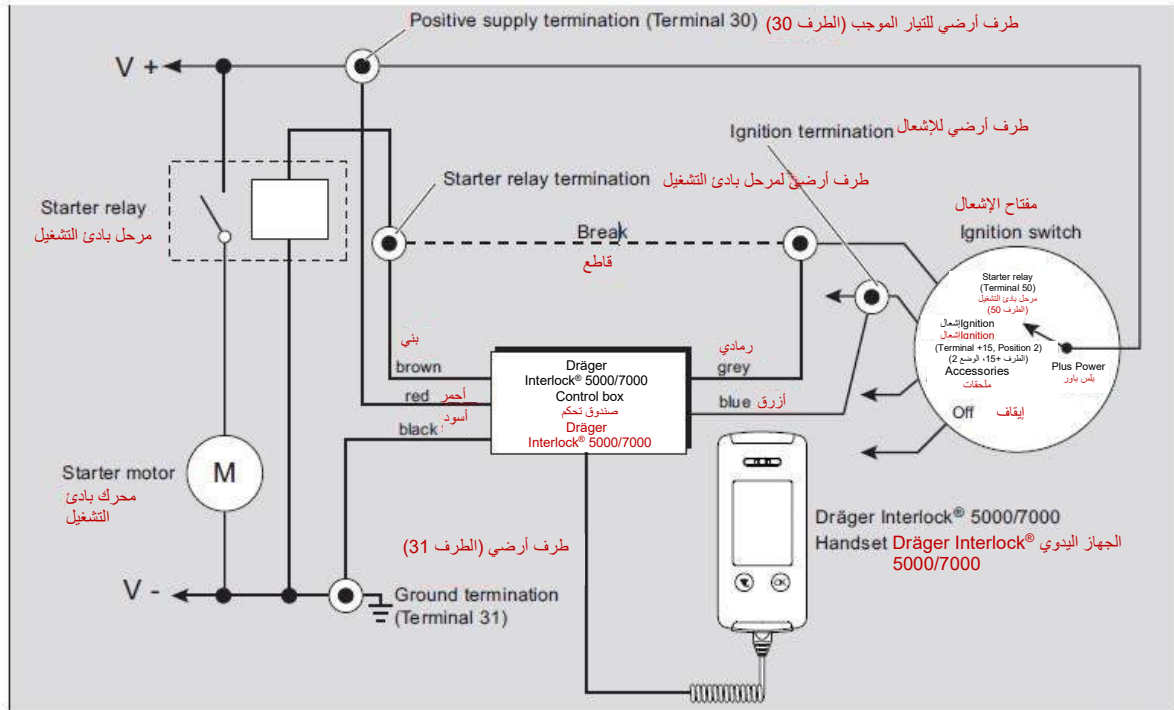 Positive supply termination (Terminal 30) طرف أرضي للتيار الموجب (الطرف 30)
V +
Ignition termination طرف أرضي للإشعال
Starter relay termination طرف أرضي لمرحل بادئ التشغيل
Starter relay
مرحل بادئ التشغيل
Break
قاطع
مفتاح الإشعال
Ignition switch
Starter relay
(Terminal 50)
مرحل بادئ التشغيل
(الطرف 50)
إشعالIgnition
إشعالIgnition
(Terminal +15, Position 2)
(الطرف +15، الوضع 2)
Accessories
ملحقات
Plus Power
بلس باور
Off إيقاف
بني
brown
red أحمر
أسود
black
رمادي
grey
blue أزرق
Dräger
Interlock® 5000/7000
Control box
صندوق تحكم
Dräger
Interlock® 5000/7000
Starter motor
محرك بادئ
التشغيل
M
طرف أرضي (الطرف 31)
V -
Ground termination
(Terminal 31)
OK
Dräger Interlock® 5000/7000
Handset الجهاز اليدوي Dräger Interlock®
5000/7000